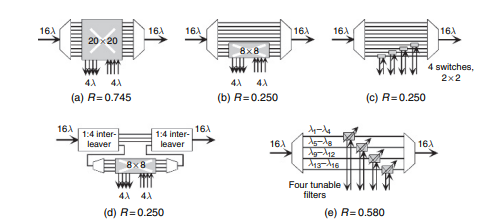 16λ 20×20 16λ
4λ 4λ
(a) R=0.745
16λ 16λ
8×8
4λ 4λ
(b) R=0.250
16λ 16λ
4 switches,
2×2
(c) R=0.250
16λ 1:4 inter-
leaver 1:4 inter-
leaver 16λ
8×8
4λ 4λ
(d) R=0.250
λ1–λ4
λ5–λ8
16λ 16λ
λ9–λ12
λ13–λ16
Four tunable
filters
(e) R=0.580